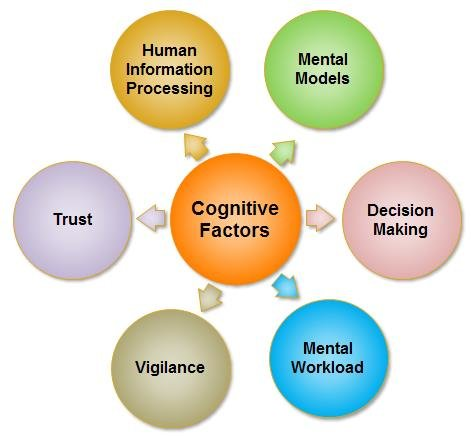 Human
Information
Processing
Mental
Models
Trust
Cognitive
Factors
Decision
Making
Vigilance
Mental
Workload